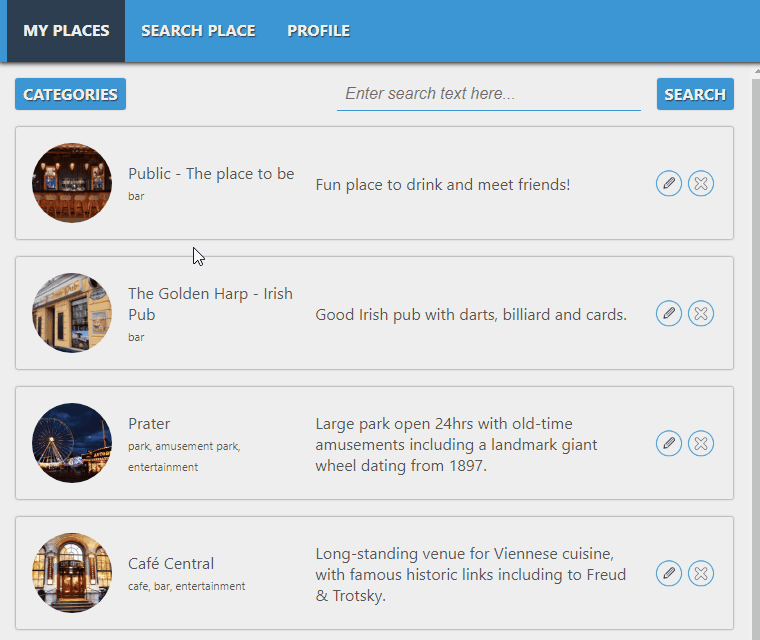 MY PLACES SEARCH PLACE PROFILE
CATEGORIES Enter search text here... SEARCH
Public - The place to be
bar
Fun place to drink and meet friends!
The Golden Harp - Irish
Pub
bar
Good Irish pub with darts, billiard and cards.
Prater
park, amusement park,
entertainment
Large park open 24hrs with old-time
amusements including a landmark giant
wheel dating from 1897.
Café Central
cafe, bar, entertainment
Long-standing venue for Viennese cuisine,
with famous historic links including to Freud
& Trotsky.